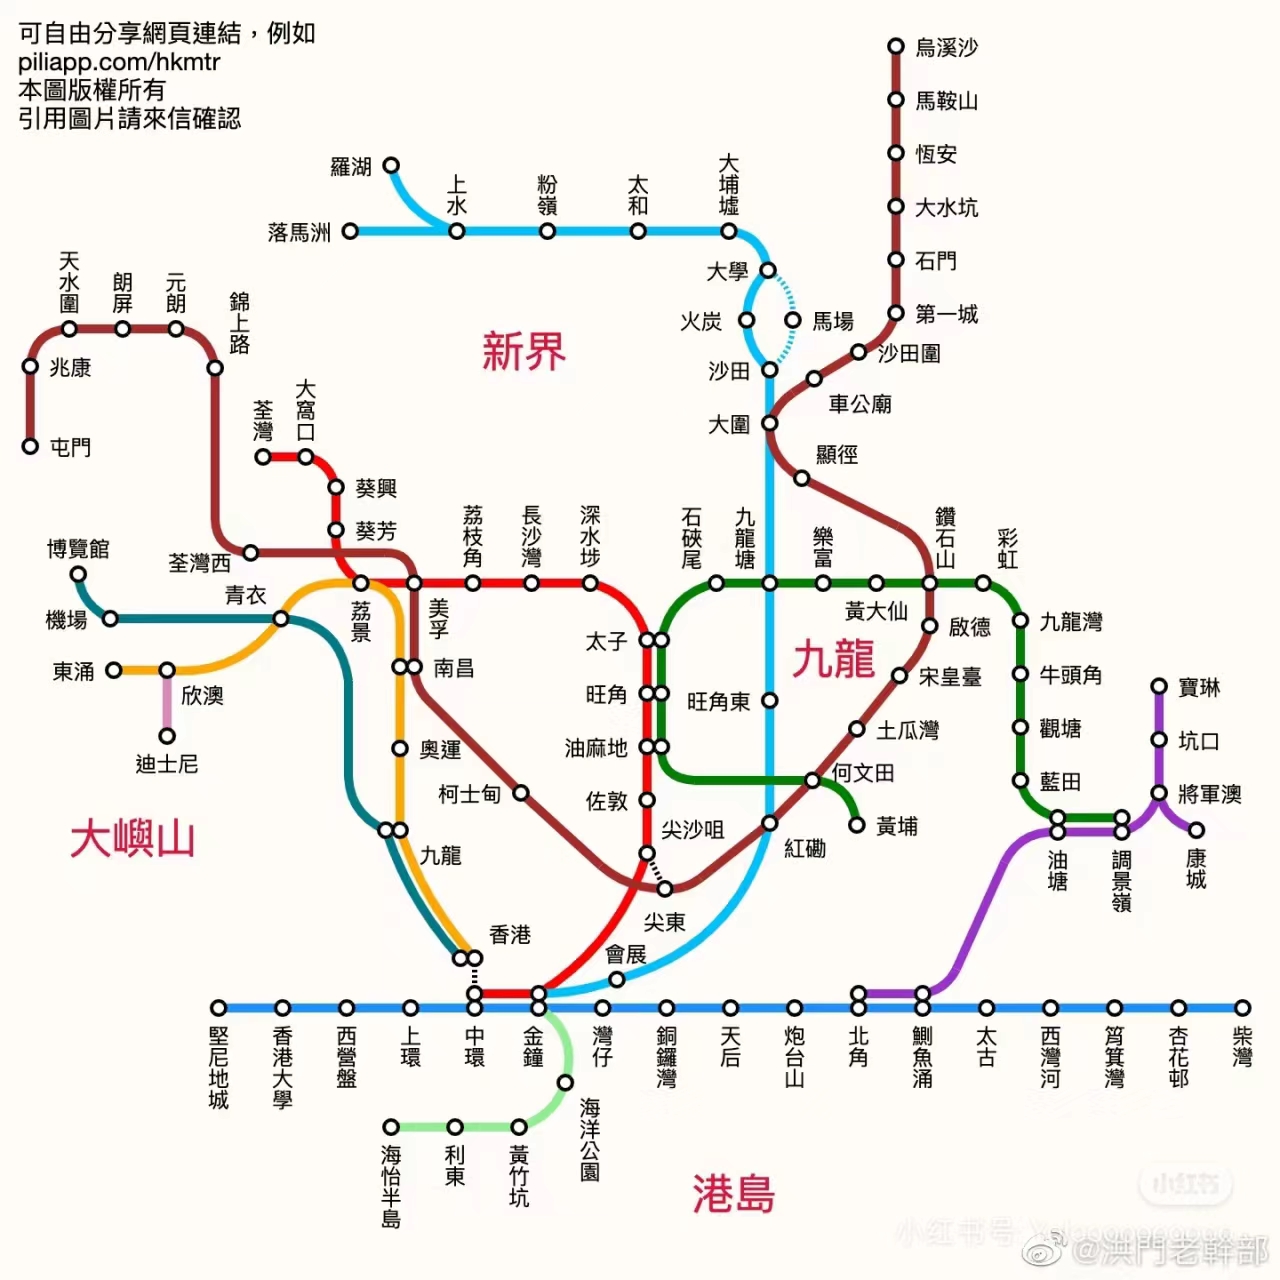 可自由分享網頁連結，例如
piliapp.com/hkmtr
本圖版權所有
引用圖片請來信確認
烏溪沙
馬鞍山
恆安
大水坑
石門
第一城
沙田圍
車公廟
顯徑
羅湖
落馬洲
上水
粉嶺
太和
大埔墟
大學
火炭
馬場
沙田
大圍
新界
天水圍
朗屏
元朗
錦上路
兆康
屯門
荃灣
大窩口
葵興
葵芳
荃灣西
博覽館
機場
青衣
東涌
欣澳
迪士尼
大嶼山
荔景
美孚
荔枝角
長沙灣
深水埗
石硤尾
九龍塘
樂富
黃大仙
鑽石山
彩虹
太子
旺角
油麻地
佐敦
尖沙咀
尖東
南昌
奧運
柯士甸
九龍
香港
旺角東
九龍
啟德
宋皇臺
土瓜灣
何文田
黃埔
紅磡
會展
九龍灣
牛頭角
觀塘
藍田
油塘
調景嶺
寶琳
坑口
將軍澳
康城
堅尼地城
香港大學
西營盤
上環
中環
金鐘
灣仔
銅鑼灣
天后
炮台山
北角
鰂魚涌
太古
西灣河
筲箕灣
杏花邨
柴灣
海洋公園
黃竹坑
利東
海怡半島
港島
小红书
小红书号
@洪門老幹部